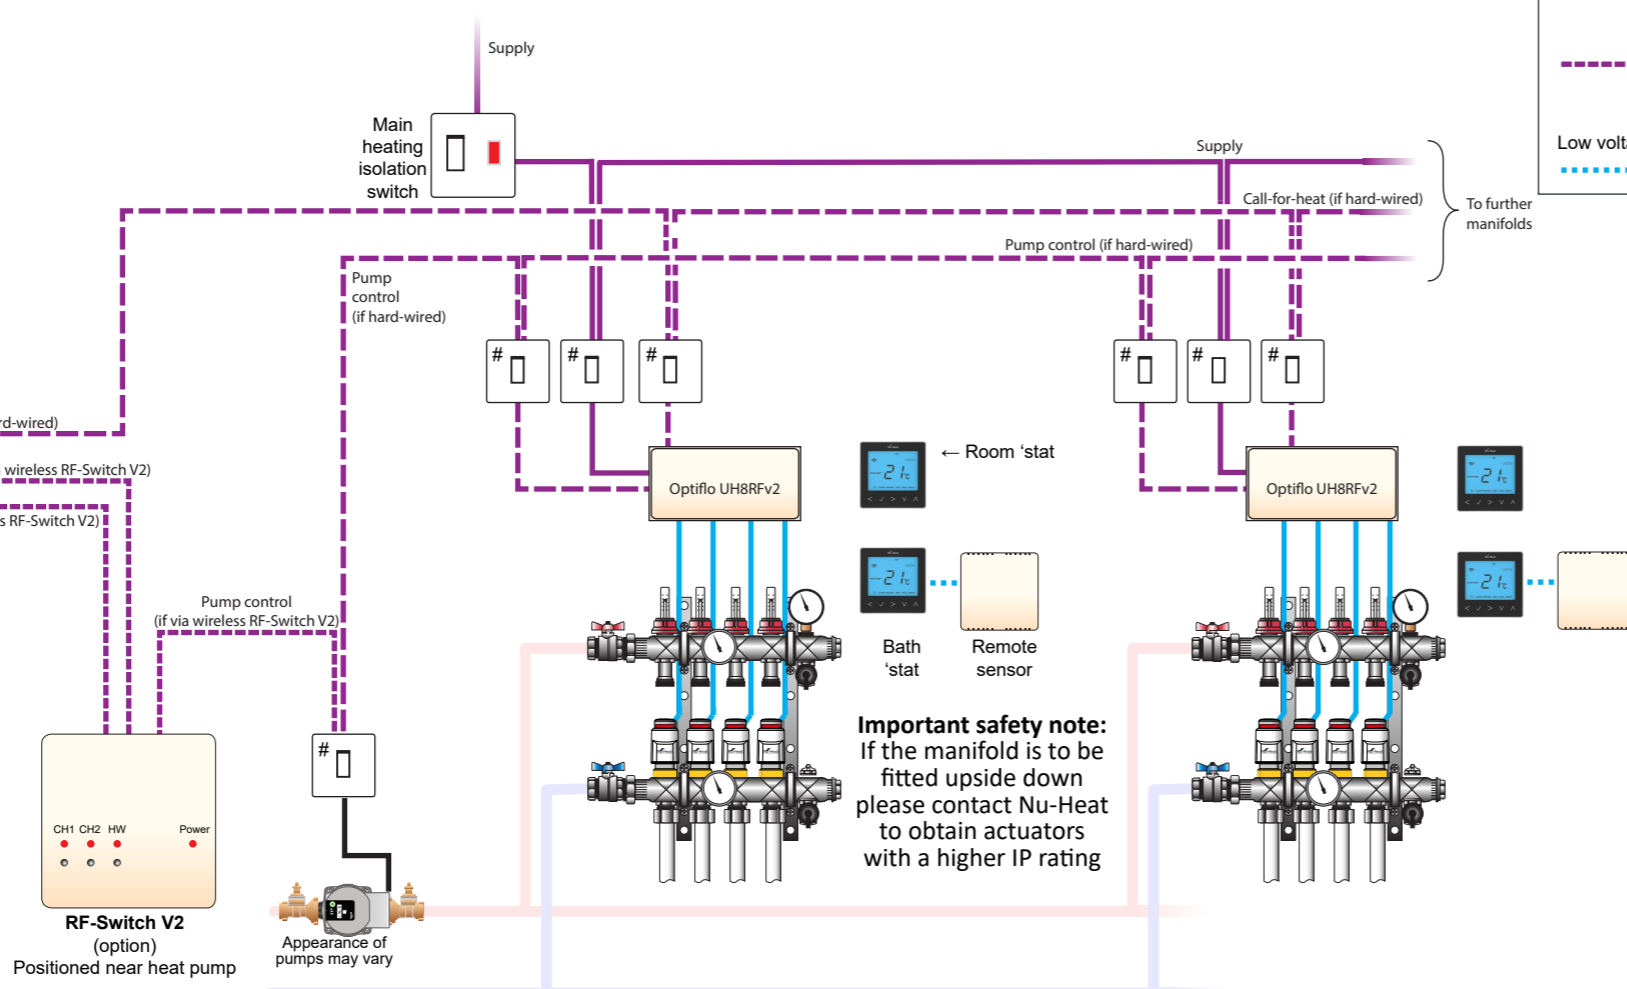 Supply
Main
heating
isolation
switch
Supply
Low
Call-for-heat (if hard-wired)
To further
manifolds
Pump control (if hard-wired)
Pump
control
(if hard-wired)
# # #
# # #
wireless RF-Switch V2)
RF-Switch V2)
← Room ‘stat
Optiflo UH8RFv2
Optiflo UH8RFv2
21
21
21
21
Pump control
(if via wireless RF-Switch V2)
Bath
‘stat
Remote
sensor
#
Important safety note:
If the manifold is to be
fitted upside down
please contact Nu-Heat
to obtain actuators
with a higher IP rating
CH1 CH2 HW Power
RF-Switch V2
(option)
Positioned near heat pump
Appearance of
pumps may vary